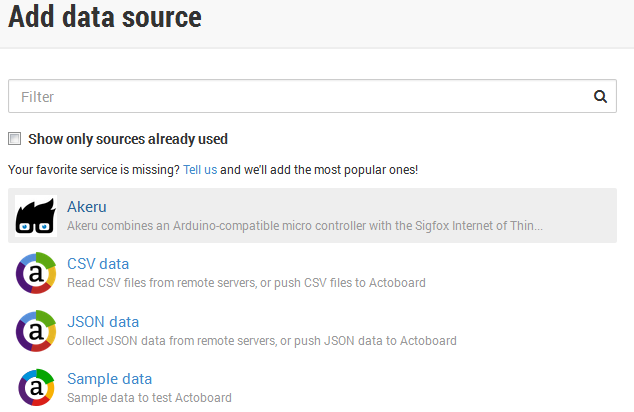 Add data source
Filter
Show only sources already used
Your favorite service is missing? Tell us and we'll add the most popular ones!
Akeru
Akeru combines an Arduino-compatible micro controller with the Sigfox Internet of Thin...
a
CSV data
Read CSV files from remote servers, or push CSV files to Actoboard
a
JSON data
Collect JSON data from remote servers, or push JSON data to Actoboard
a
Sample data
Sample data to test Actoboard